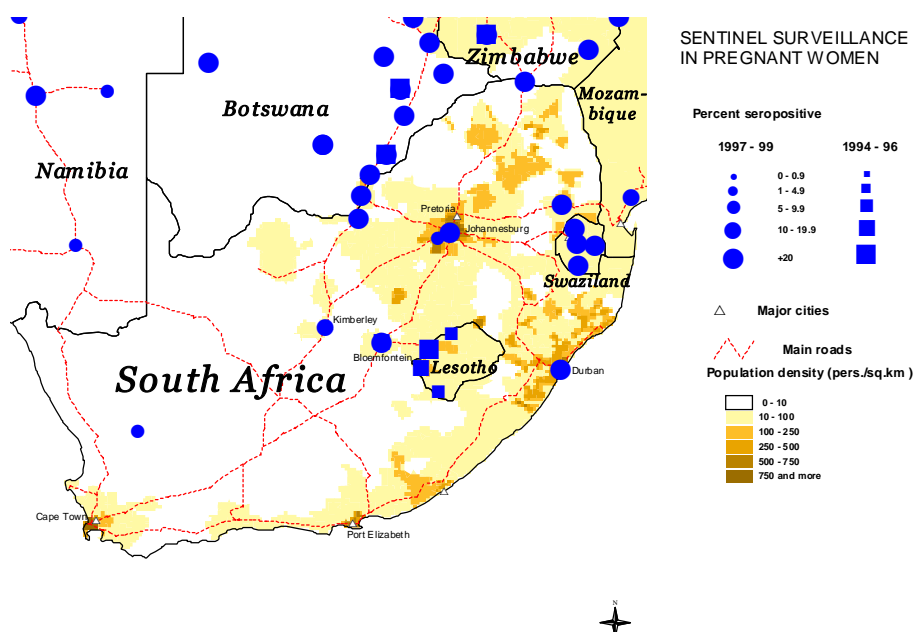 Zimbabwe
Mozam-
bique
Botswana
Namibia
Pretoria
Johannesburg
Swaziland
Kimberley
Bloemfontein
Lesotho
South Africa
Durban
Cape Town
Port Elizabeth
N
SENTINEL SURVEILLANCE
IN PREGNANT WOMEN
Percent seropositive
1997 - 99 1994 - 96
0 - 0.9
1 - 4.9
5 - 9.9
10 - 19.9
+20
Major cities
Main roads
Population density (pers./sq.km )
0 - 10
10 - 100
100 - 250
250 - 500
500 - 750
750 and more